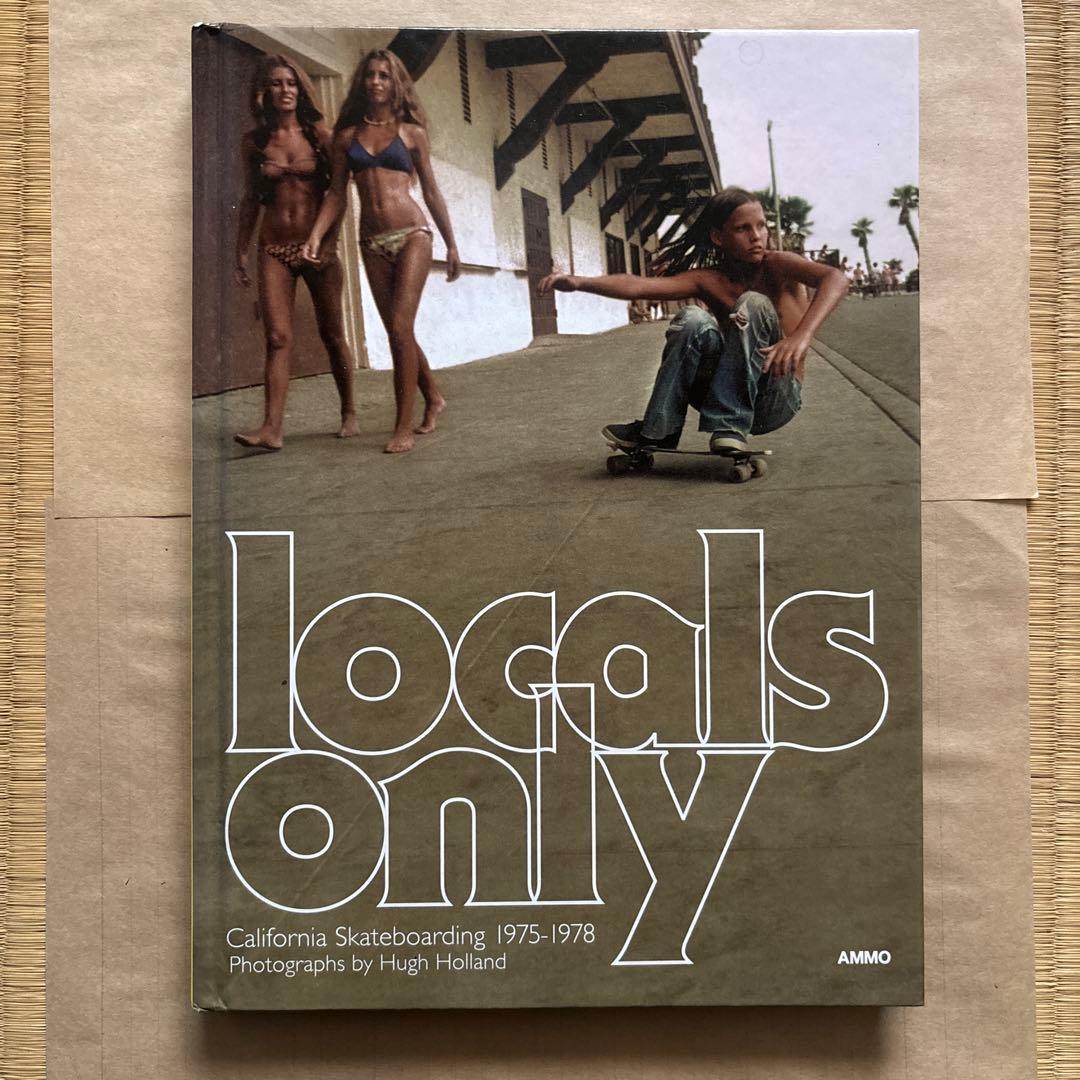 locals
only
California Skateboarding 1975-1978
Photographs by Hugh Holland
AMMO